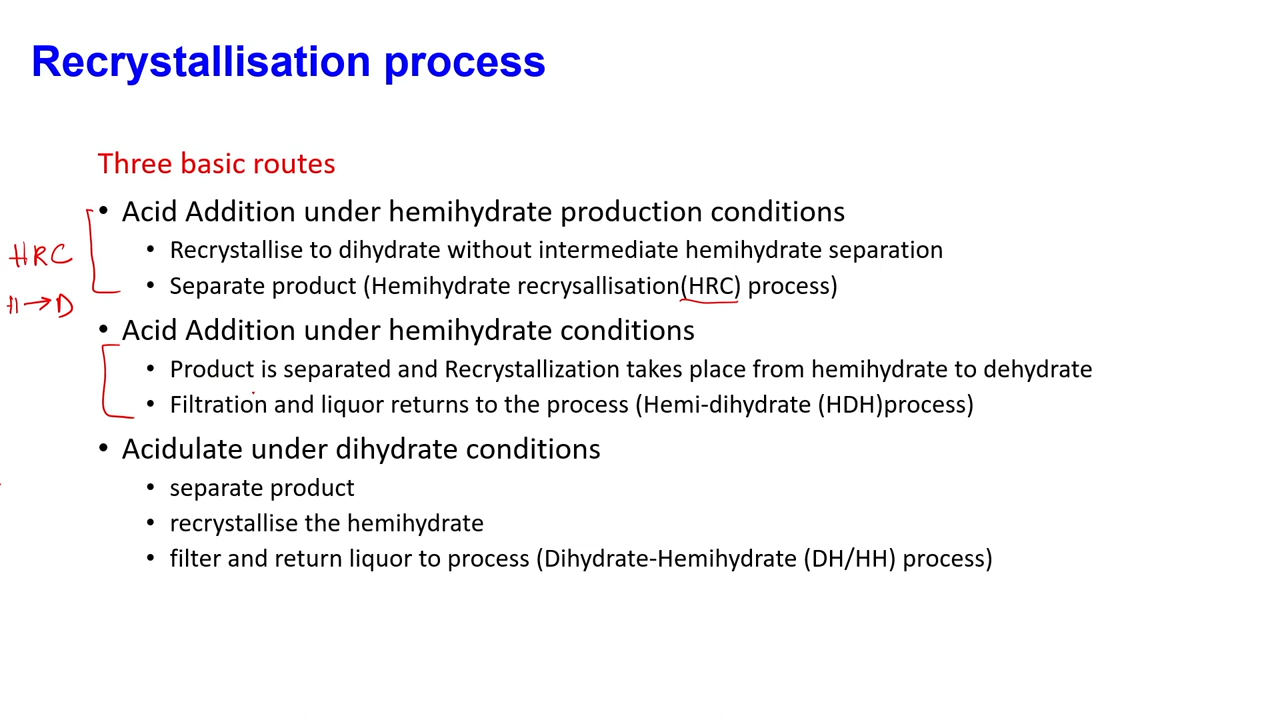 Recrystallisation process
Three basic routes
• Acid Addition under hemihydrate production conditions
• Recrystallise to dihydrate without intermediate hemihydrate separation
HRC
• Separate product (Hemihydrate recrysallisation(HRC) process)
H→D
• Acid Addition under hemihydrate conditions
• Product is separated and Recrystallization takes place from hemihydrate to dehydrate
• Filtration and liquor returns to the process (Hemi-dihydrate (HDH)process)
• Acidulate under dihydrate conditions
• separate product
• recrystallise the hemihydrate
• filter and return liquor to process (Dihydrate-Hemihydrate (DH/HH) process)